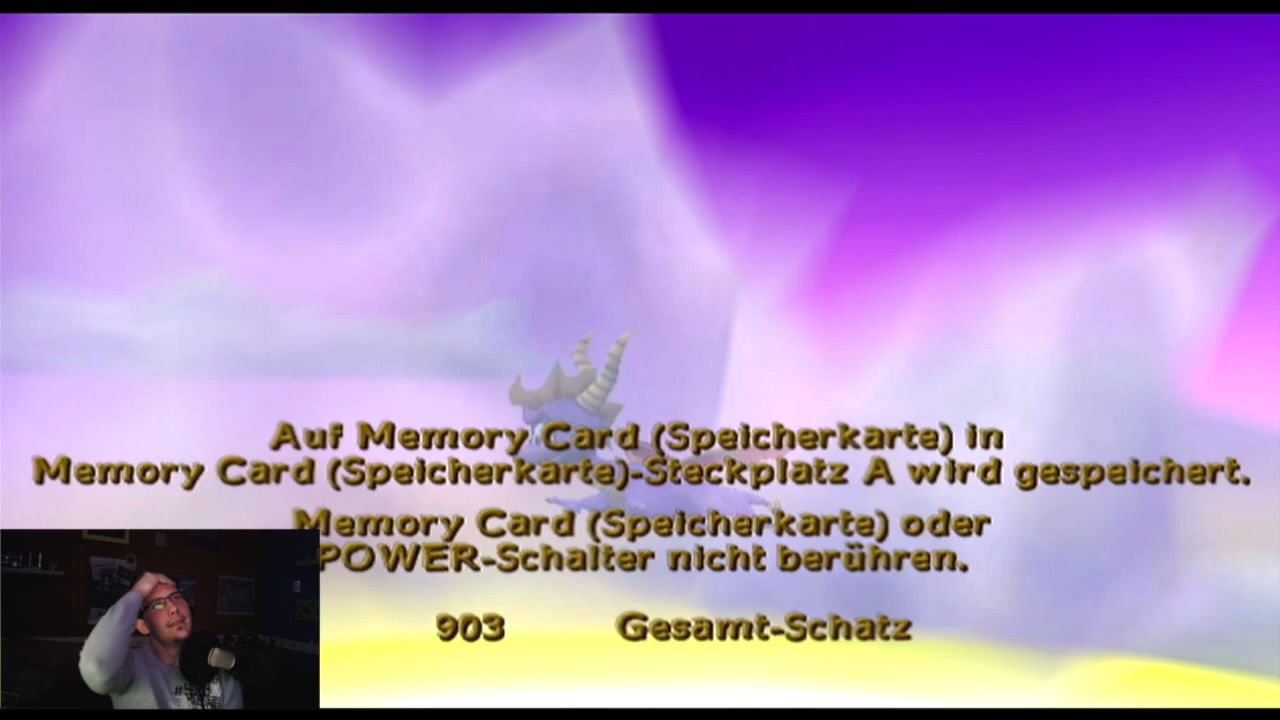 Auf Memory Card (Speicherkarte) in
Memory Card (Speicherkarte)-Steckplatz A wird gespeichert.
Memory Card (Speicherkarte) oder
POWER-Schalter nicht berühren.
903 Gesamt-Schatz